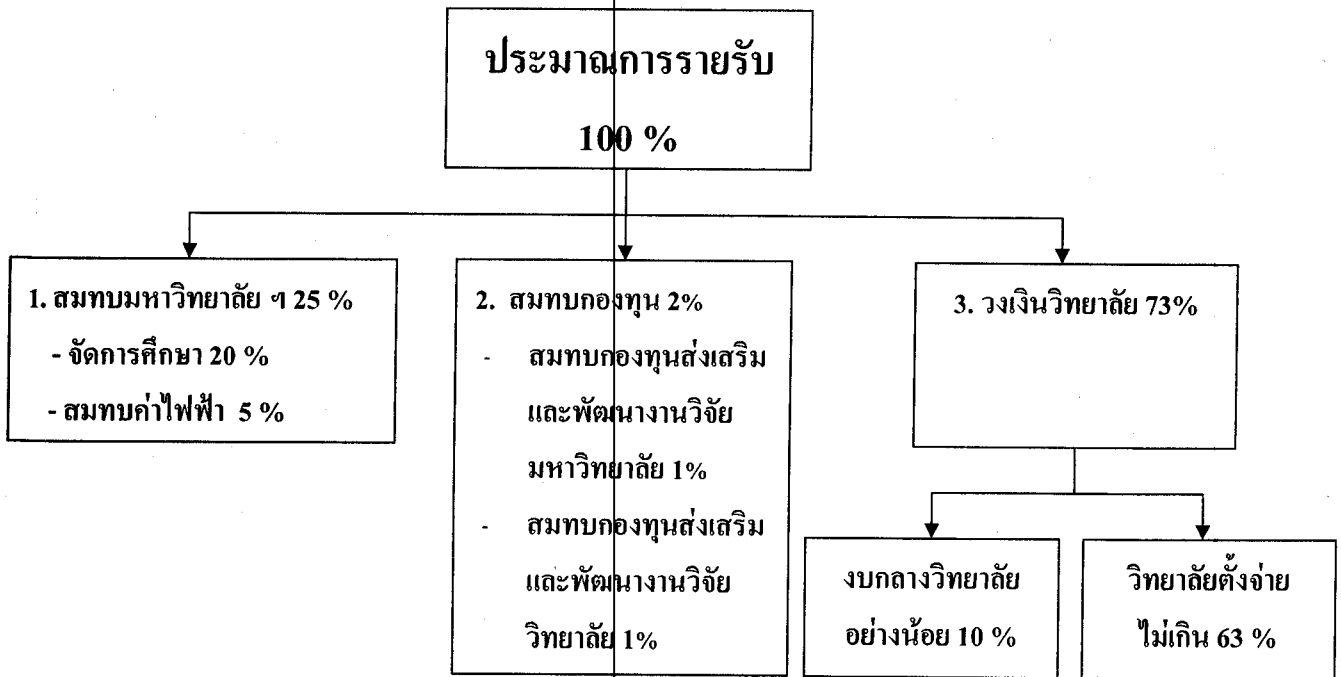 ประมาณการรายรับ
100 %
1. สมทบมหาวิทยาลัย ฯ 25 %
- จัดการศึกษา 20 %
- สมทบค่าไฟฟ้า 5 %
2. สมทบกองทุน 2%
- สมทบกองทุนส่งเสริม
และพัฒนางานวิจัย
มหาวิทยาลัย 1%
- สมทบกองทุนส่งเสริม
และพัฒนางานวิจัย
วิทยาลัย 1%
3. วงเงินวิทยาลัย 73%
งบกลางวิทยาลัย
อย่างน้อย 10 %
วิทยาลัยตั้งจ่าย
ไม่เกิน 63 %